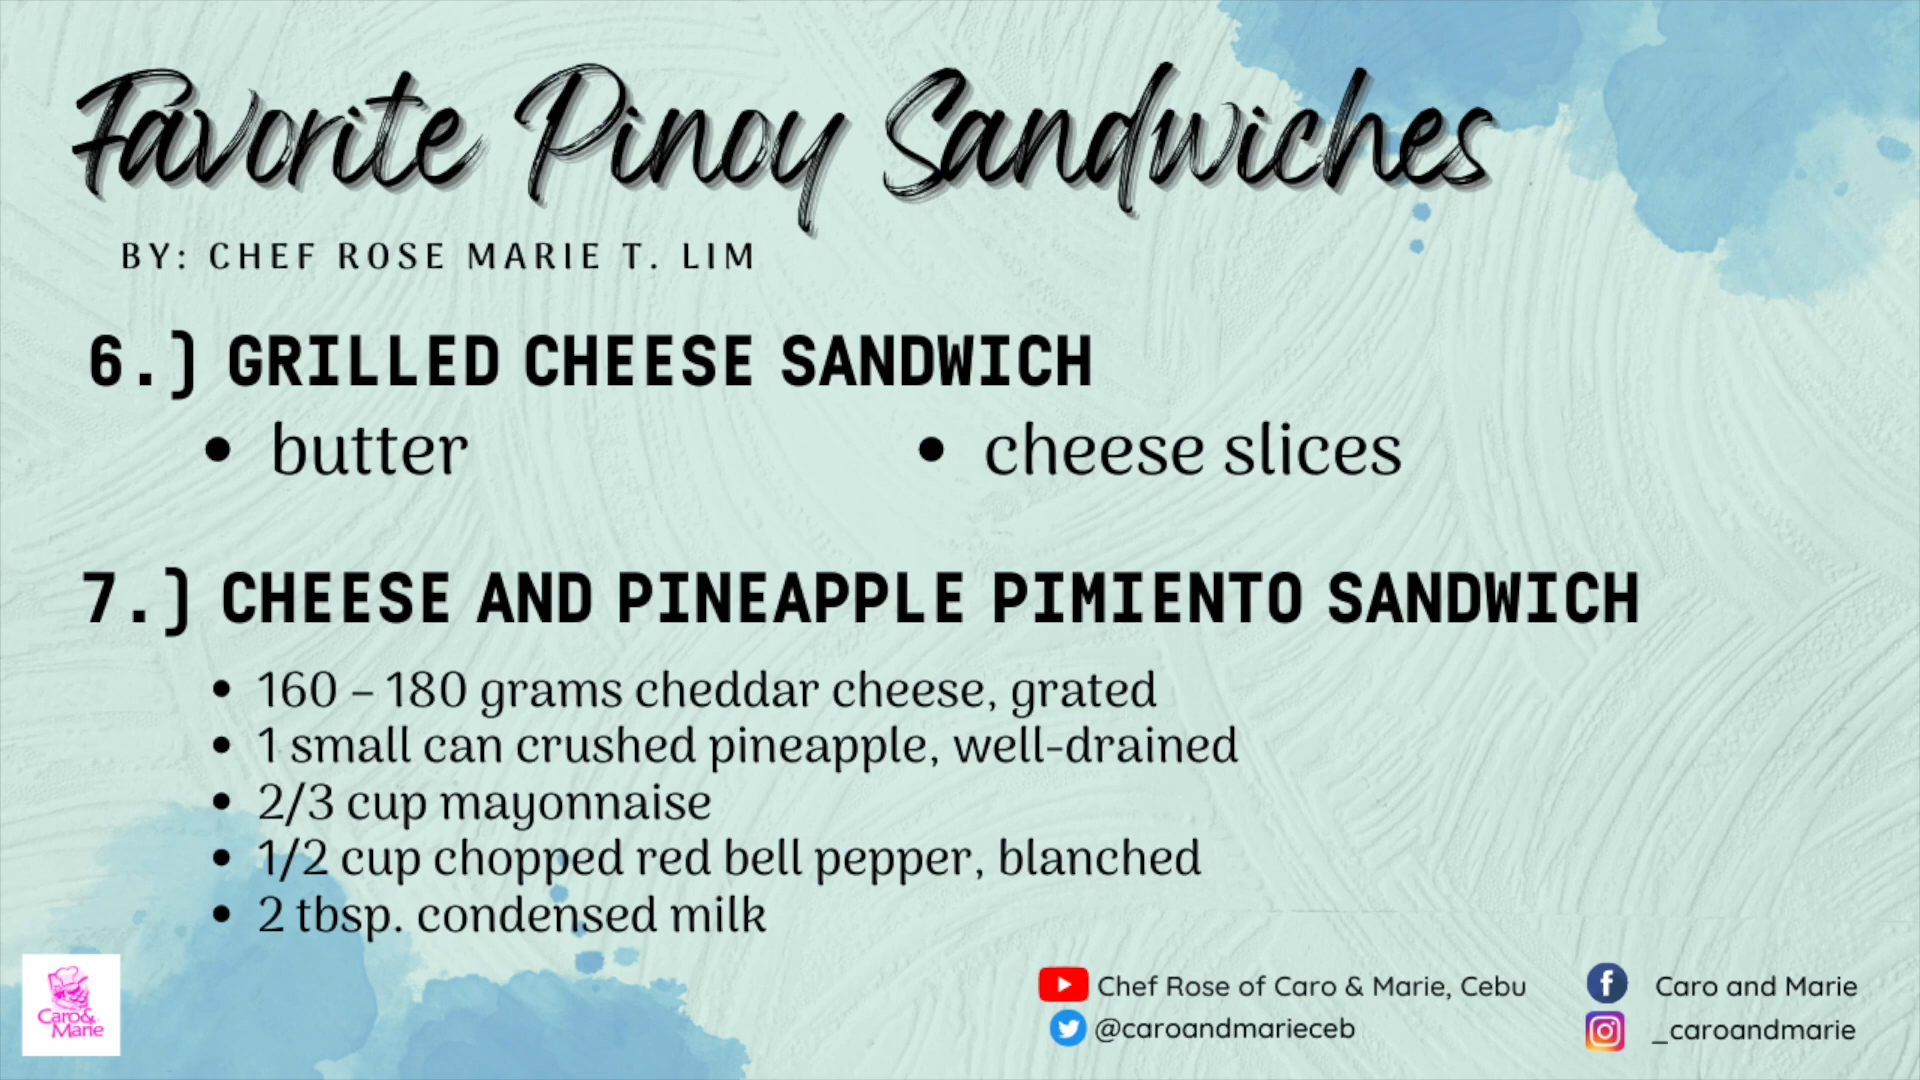 Favorite Pinoy Sandwiches
BY: CHEF ROSE MARIE T. LIM
6.) GRILLED CHEESE SANDWICH
• butter
• cheese slices
7.) CHEESE AND PINEAPPLE PIMIENTO SANDWICH
• 160 – 180 grams cheddar cheese, grated
• 1 small can crushed pineapple, well-drained
• 2/3 cup mayonnaise
• 1/2 cup chopped red bell pepper, blanched
• 2 tbsp. condensed milk
Caro&
Marie
Chef Rose of Caro & Marie, Cebu
@caroandmarieceb
Caro and Marie
_caroandmarie